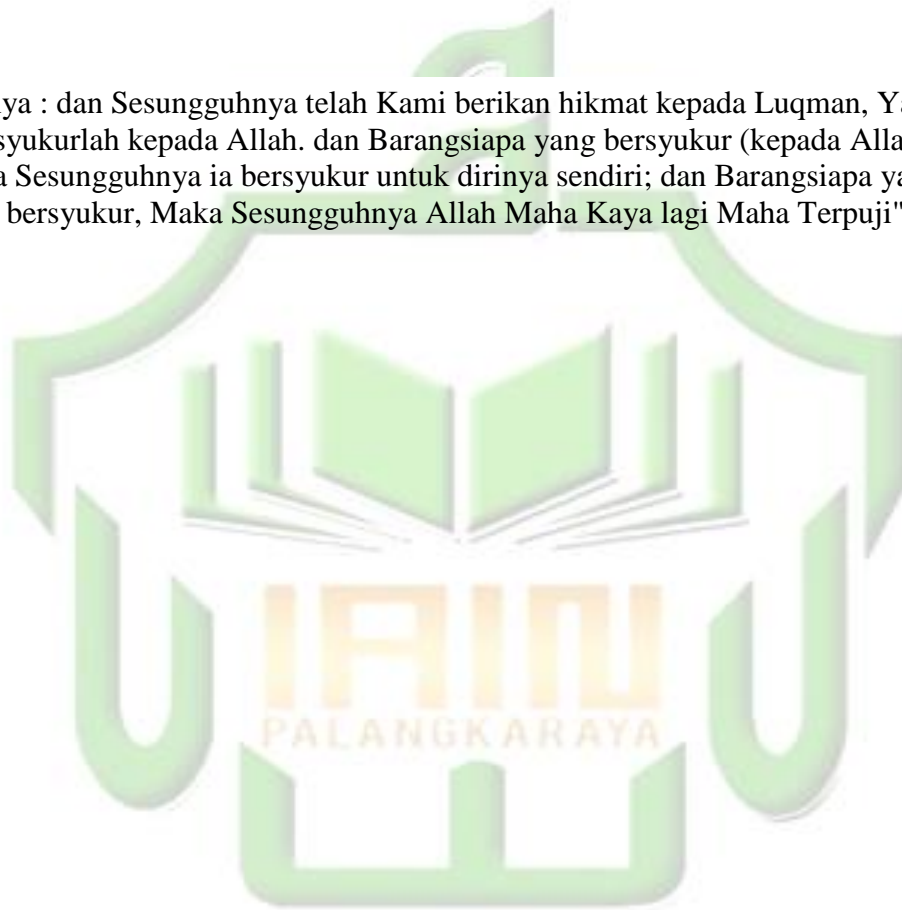 nya : dan Sesungguhnya telah Kami berikan hikmat kepada Luqman, Ya
syukurlah kepada Allah. dan Barangsiapa yang bersyukur (kepada Alla
a Sesungguhnya ia bersyukur untuk dirinya sendiri; dan Barangsiapa ya
bersyukur, Maka Sesungguhnya Allah Maha Kaya lagi Maha Terpuji"
IAIN
PALANGKARAYA